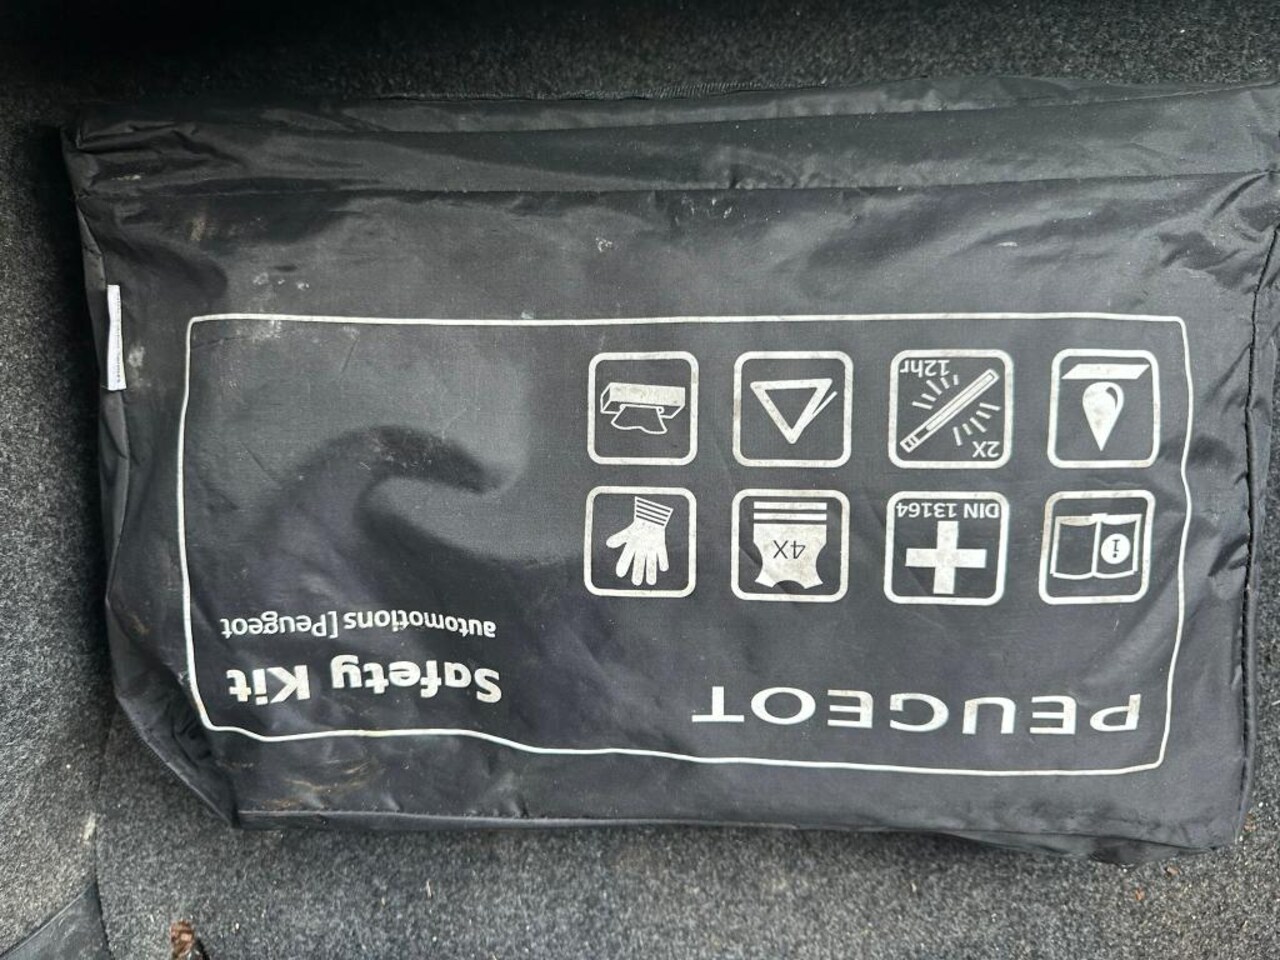 PEUGEOT
Safety Kit
automotions [Peugeot
i
DIN 13164
4X
2X
12hr